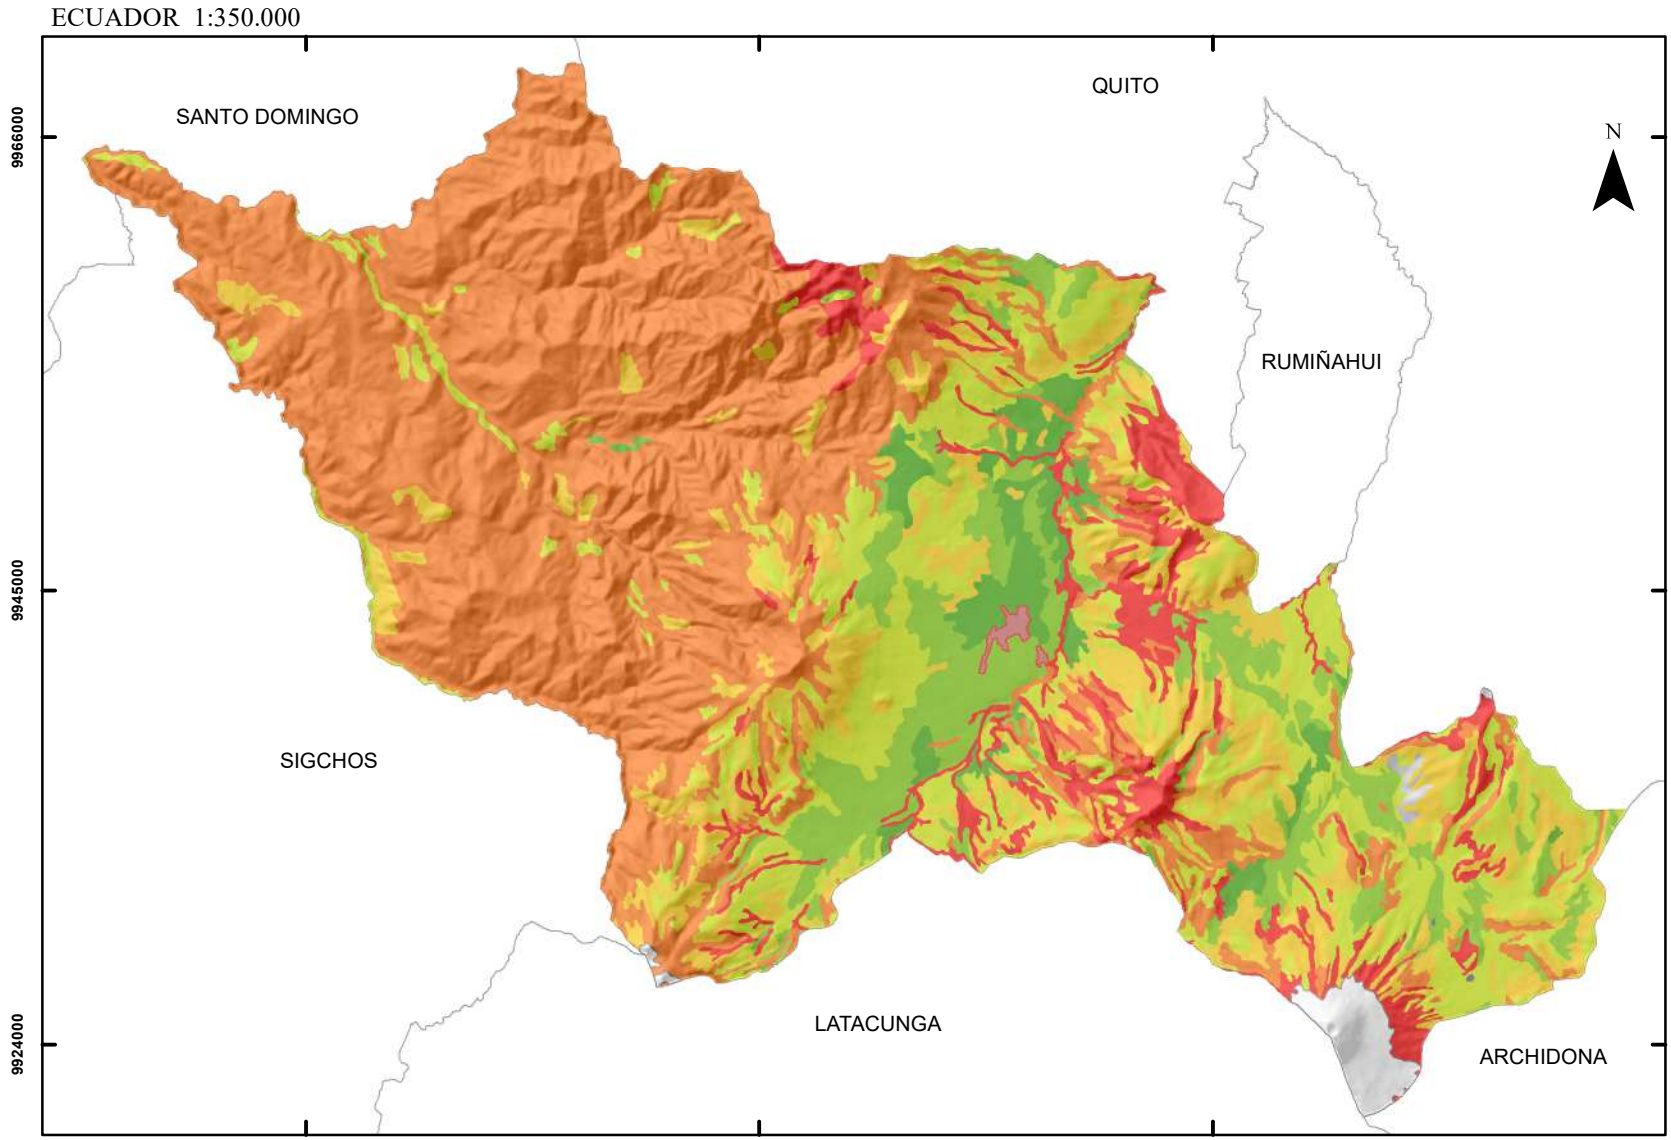 ECUADOR 1:350.000
QUITO
SANTO DOMINGO
9966000
N
RUMIÑAHUI
9945000
SIGCHOS
LATACUNGA
9924000
ARCHIDONA